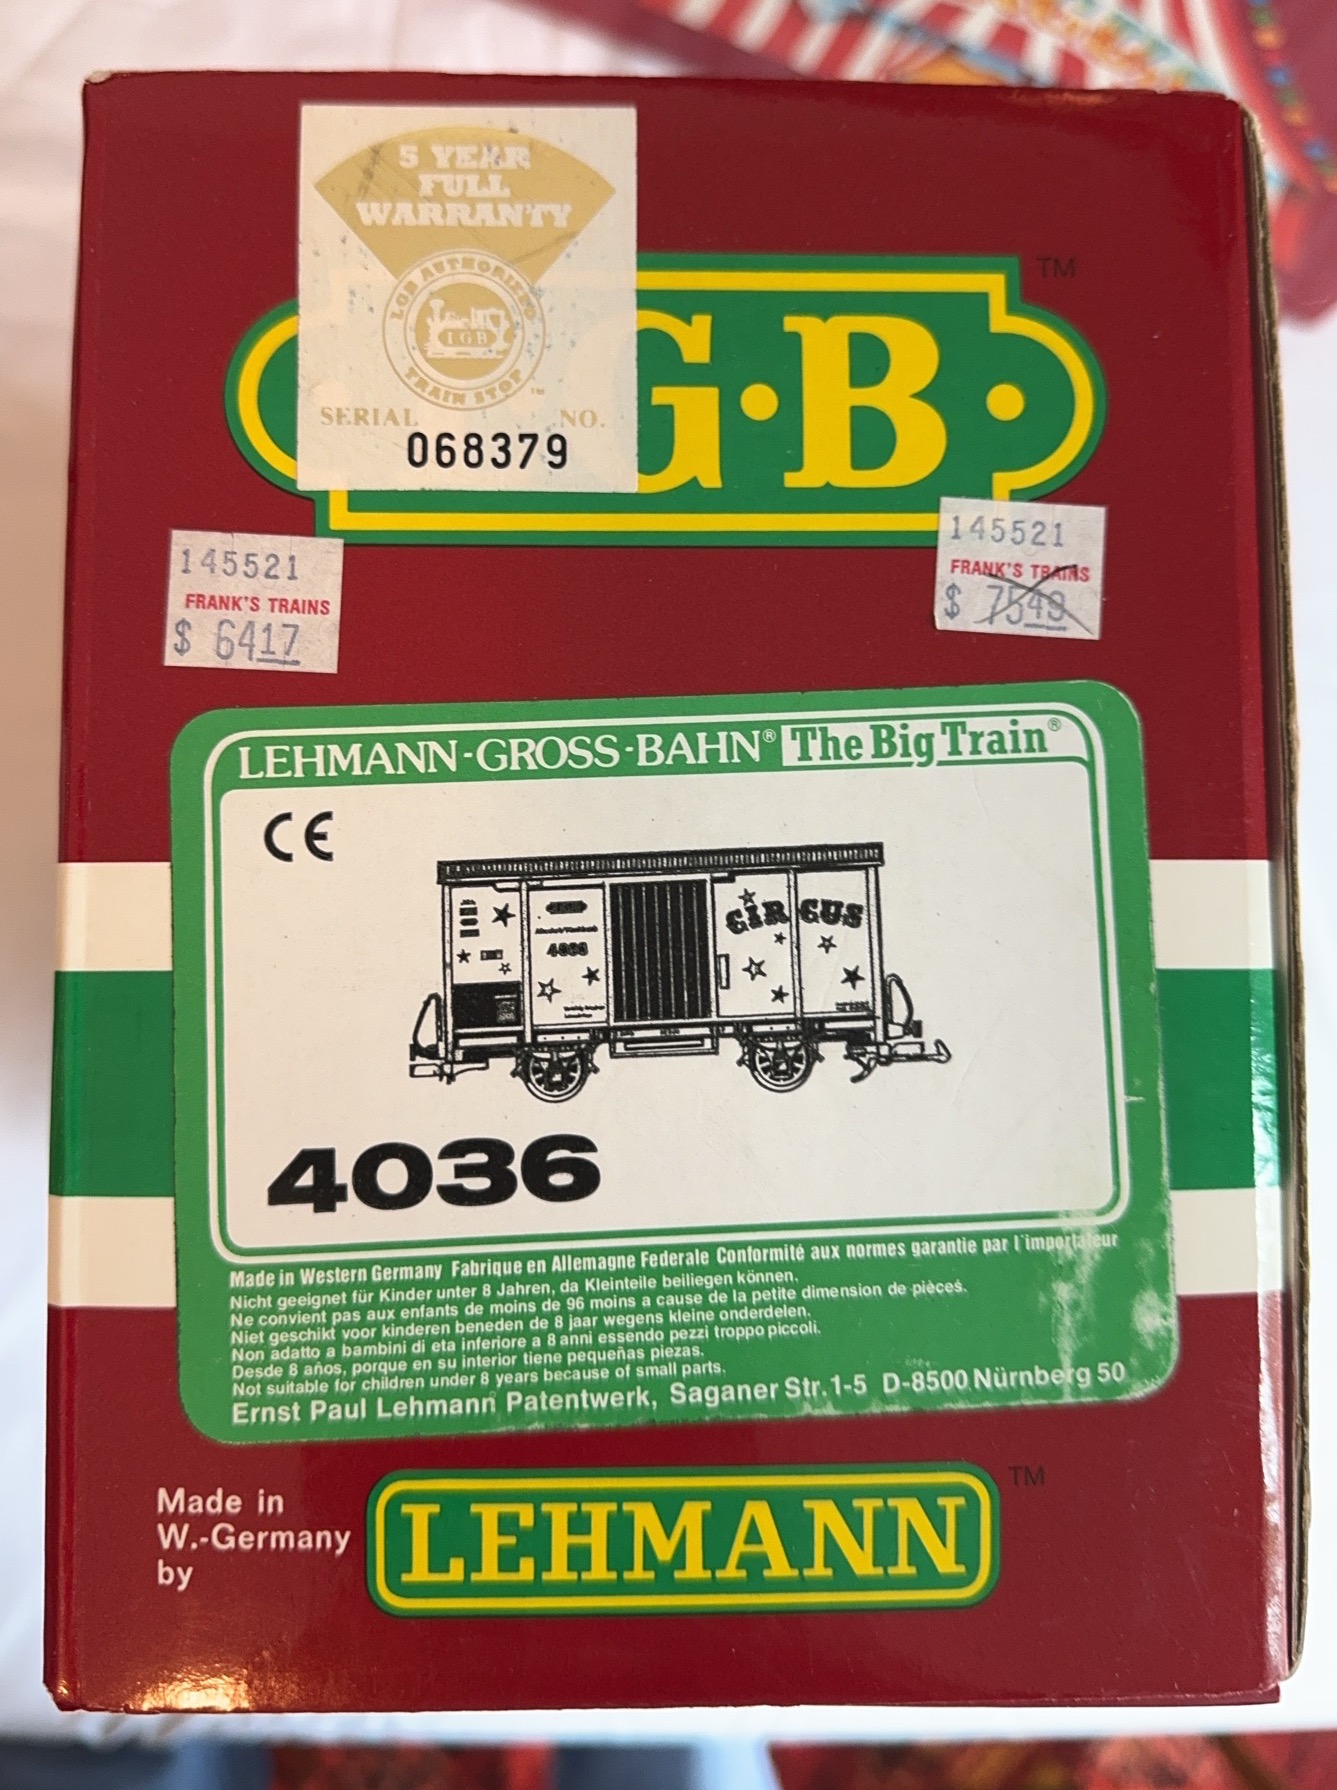 5 YEAR
FULL
WARRANTY
LGB AUTHORIZED
LGB
TRAIN STOP
™
SERIAL NO.
068379
G·B·
TM
145521
FRANK'S TRAINS
$ 6417
145521
FRANK'S TRAINS
$ 7549
LEHMANN-GROSS-BAHN® The Big Train®
CE
CIRCUS
4036
4036
Made in Western Germany Fabrique en Allemagne Federale Conformité aux normes garantie par l'importateur
Nicht geeignet für Kinder unter 8 Jahren, da Kleinteile beiliegen können.
Ne convient pas aux enfants de moins de 96 moins a cause de la petite dimension de pièces.
Niet geschikt voor kinderen beneden de 8 jaar wegens kleine onderdelen.
Non adatto a bambini di eta inferiore a 8 anni essendo pezzi troppo piccoli.
Desde 8 años, porque en su interior tiene pequeñas piezas.
Not suitable for children under 8 years because of small parts.
Ernst Paul Lehmann Patentwerk, Saganer Str.1-5 D-8500 Nürnberg 50
Made in
W.-Germany
by
LEHMANN
TM